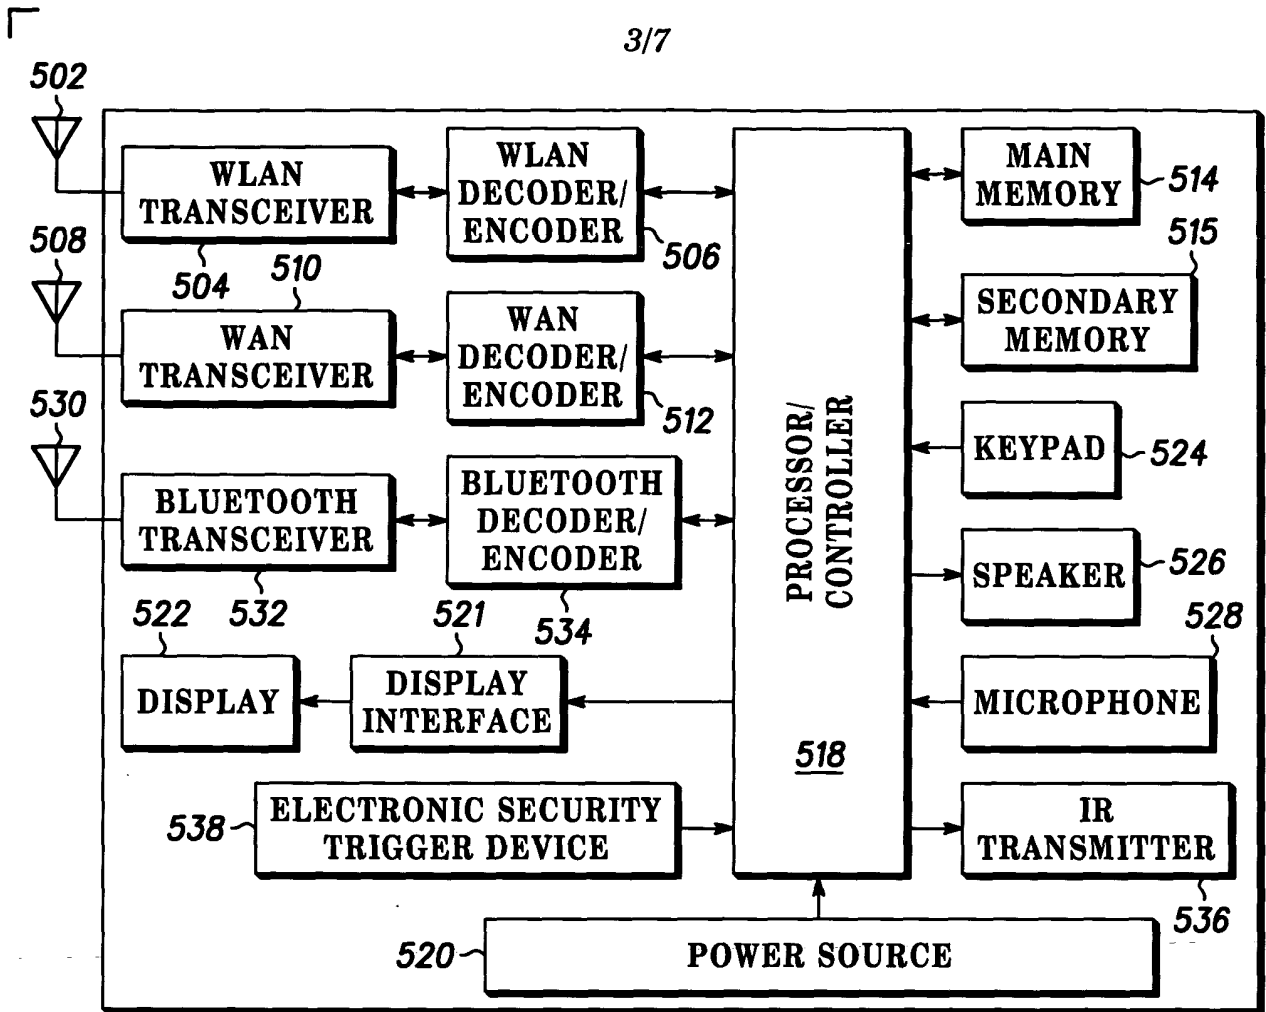 3/7
502
WLAN
TRANSCEIVER
504
WLAN
DECODER/
ENCODER
506
MAIN
MEMORY
514
508
510
WAN
TRANSCEIVER
WAN
DECODER/
ENCODER
512
515
SECONDARY
MEMORY
530
BLUETOOTH
TRANSCEIVER
532
BLUETOOTH
DECODER/
ENCODER
534
PROCESSOR/
CONTROLLER
518
KEYPAD
524
SPEAKER
526
522
DISPLAY
521
DISPLAY
INTERFACE
528
MICROPHONE
538
ELECTRONIC SECURITY
TRIGGER DEVICE
IR
TRANSMITTER
536
520
POWER SOURCE